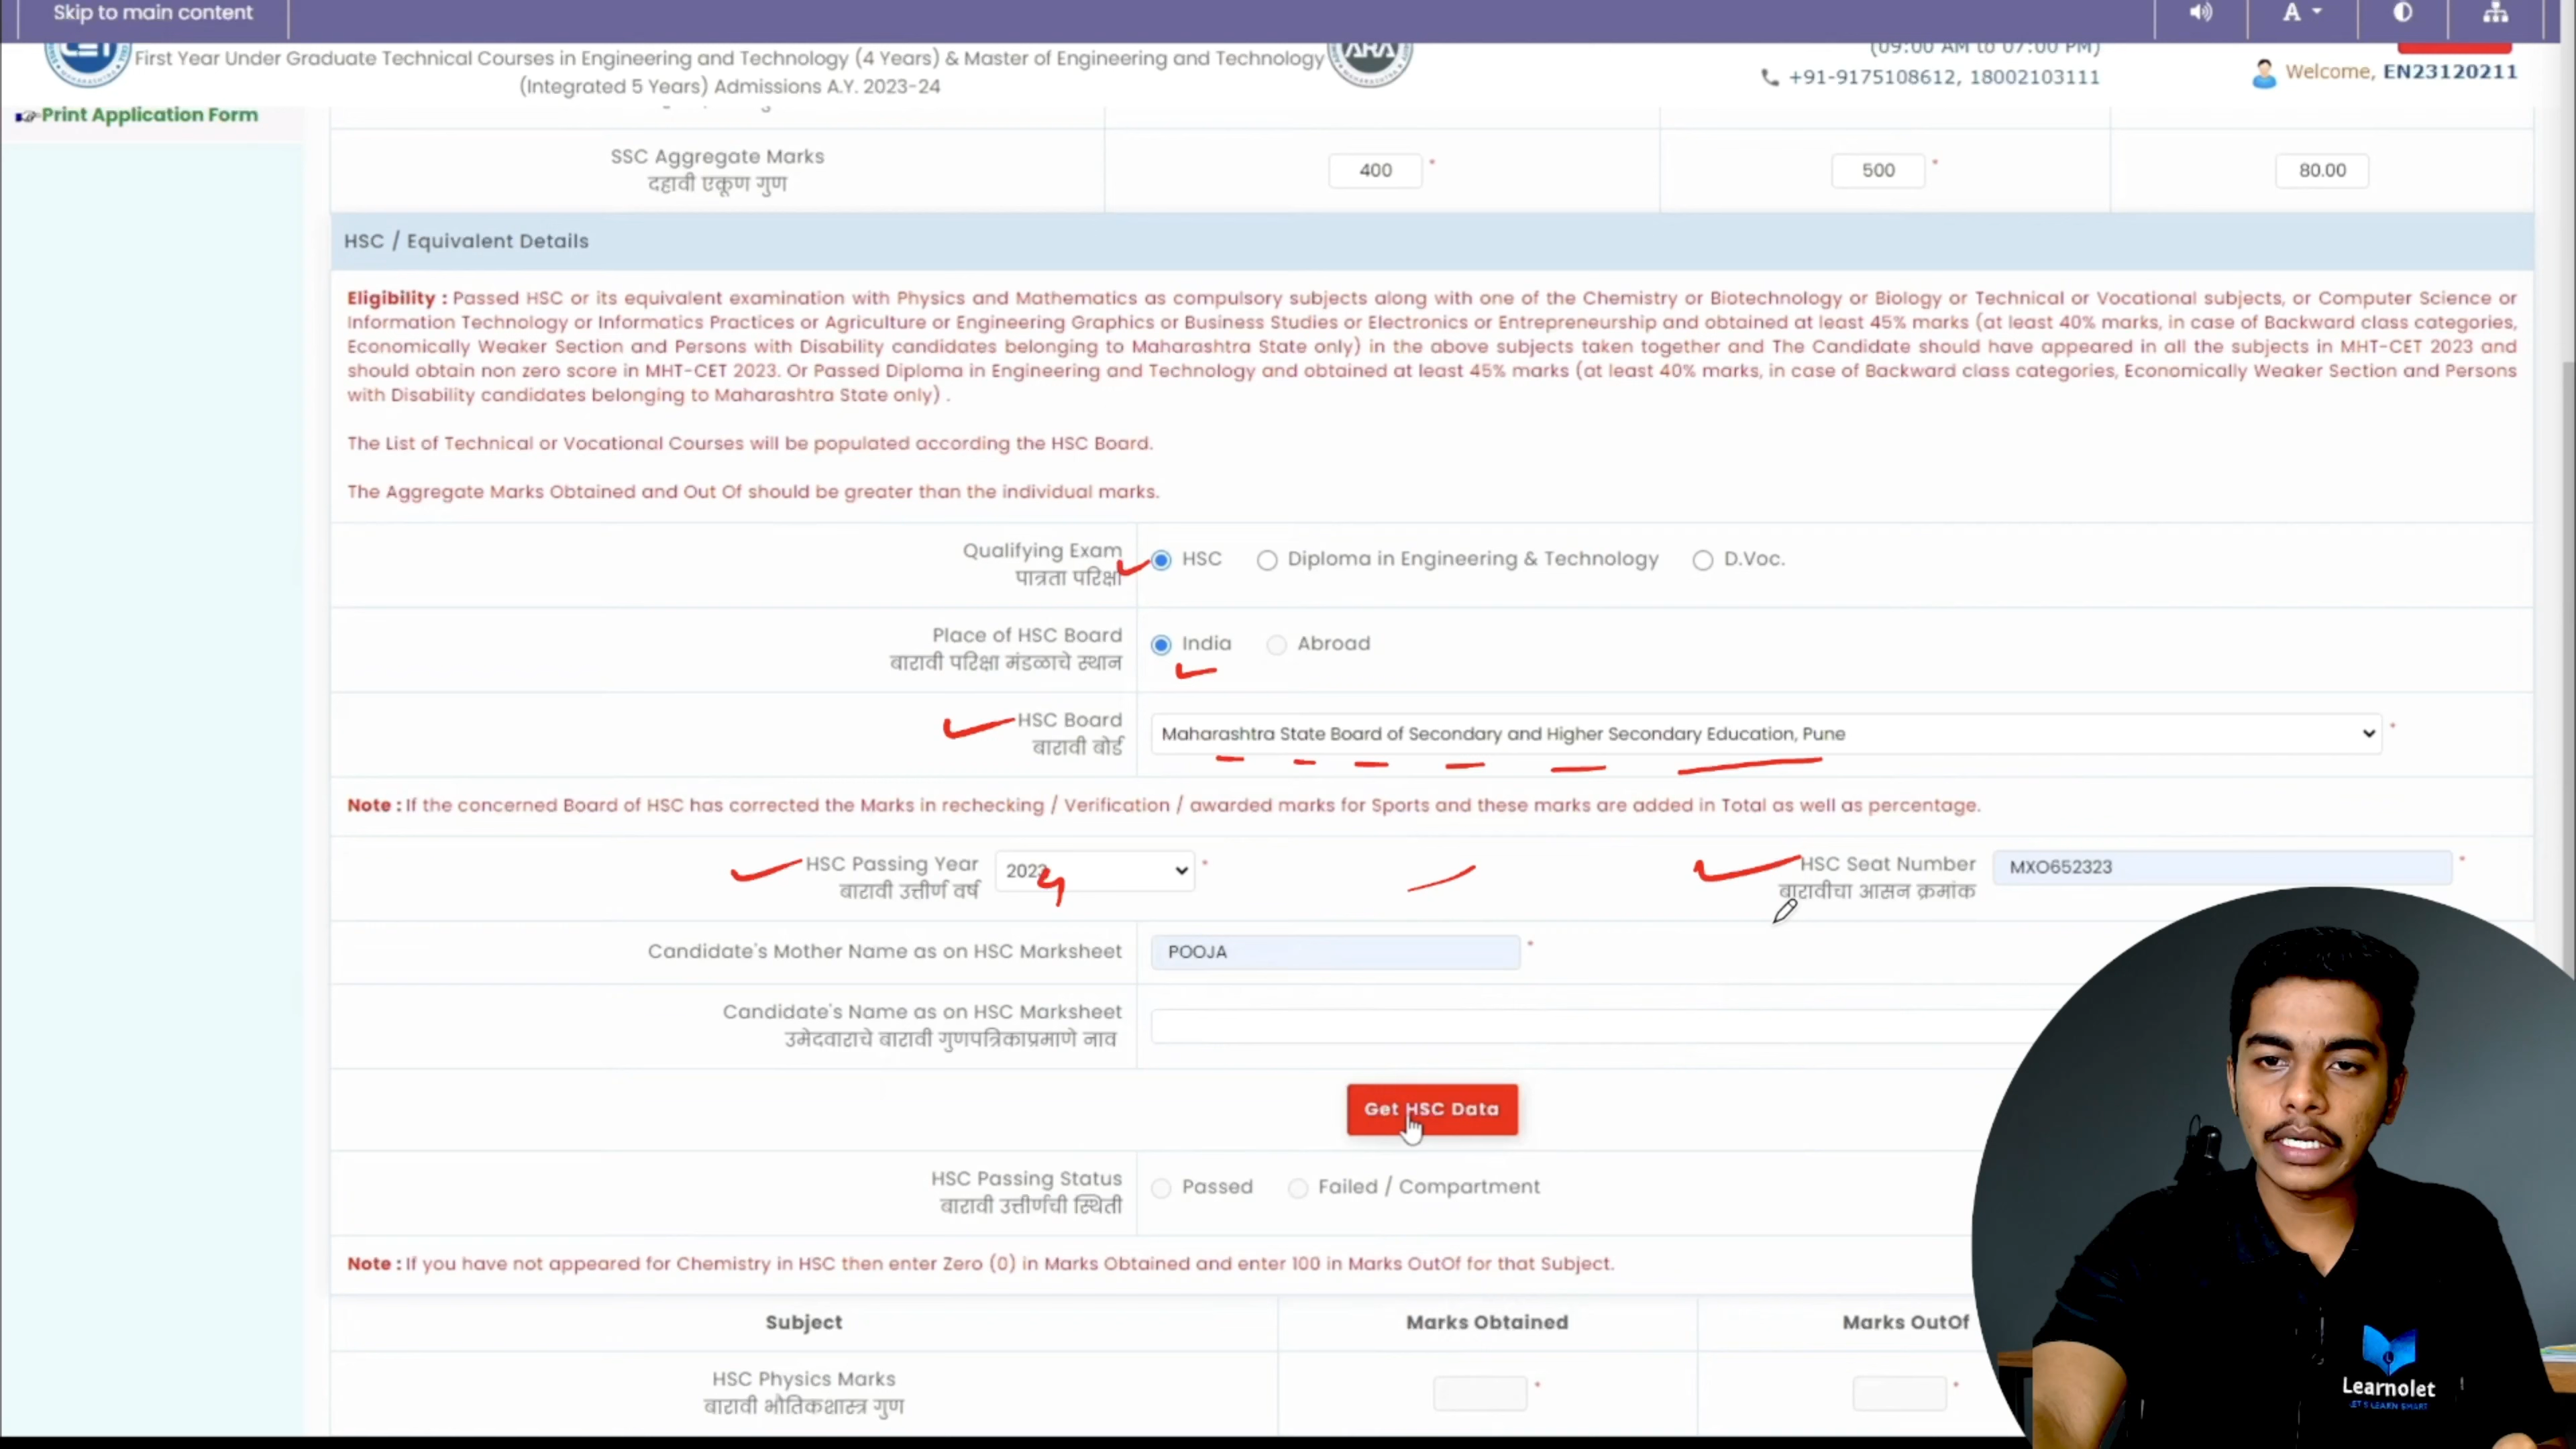 Skip to main content
A
First Year Under Graduate Technical Courses in Engineering and Technology (4 Years) & Master of Engineering and Technology
(Integrated 5 Years) Admissions A.Y. 2023-24
ARA
(09:00 AM to 07:00 PM)
+91-9175108612, 18002103111
Welcome, EN23120211
Print Application Form
SSC Aggregate Marks
दहावी एकूण गुण
400 *
500 *
80.00
HSC / Equivalent Details
Eligibility : Passed HSC or its equivalent examination with Physics and Mathematics as compulsory subjects along with one of the Chemistry or Biotechnology or Biology or Technical or Vocational subjects, or Computer Science or
Information Technology or Informatics Practices or Agriculture or Engineering Graphics or Business Studies or Electronics or Entrepreneurship and obtained at least 45% marks (at least 40% marks, in case of Backward class categories,
Economically Weaker Section and Persons with Disability candidates belonging to Maharashtra State only) in the above subjects taken together and The Candidate should have appeared in all the subjects in MHT-CET 2023 and
should obtain non zero score in MHT-CET 2023. Or Passed Diploma in Engineering and Technology and obtained at least 45% marks (at least 40% marks, in case of Backward class categories, Economically Weaker Section and Persons
with Disability candidates belonging to Maharashtra State only) .
The List of Technical or Vocational Courses will be populated according the HSC Board.
The Aggregate Marks Obtained and Out Of should be greater than the individual marks.
Qualifying Exam
पात्रता परिक्षा
HSC
Diploma in Engineering & Technology
D.Voc.
Place of HSC Board
बारावी परिक्षा मंडळाचे स्थान
India
Abroad
HSC Board
बारावी बोर्ड
Maharashtra State Board of Secondary and Higher Secondary Education, Pune *
Note : If the concerned Board of HSC has corrected the Marks in rechecking / Verification / awarded marks for Sports and these marks are added in Total as well as percentage.
HSC Passing Year
बारावी उत्तीर्ण वर्ष
2023 *
4
HSC Seat Number
बारावीचा आसन क्रमांक
MXO652323 *
Candidate's Mother Name as on HSC Marksheet
POOJA *
Candidate's Name as on HSC Marksheet
उमेदवाराचे बारावी गुणपत्रिकाप्रमाणे नाव
Get HSC Data
HSC Passing Status
बारावी उत्तीर्णची स्थिती
Passed
Failed / Compartment
Note : If you have not appeared for Chemistry in HSC then enter Zero (0) in Marks Obtained and enter 100 in Marks OutOf for that Subject.
Subject
Marks Obtained
Marks OutOf
HSC Physics Marks
बारावी भौतिकशास्त्र गुण
*
*
Learnolet
LET'S LEARN SMART